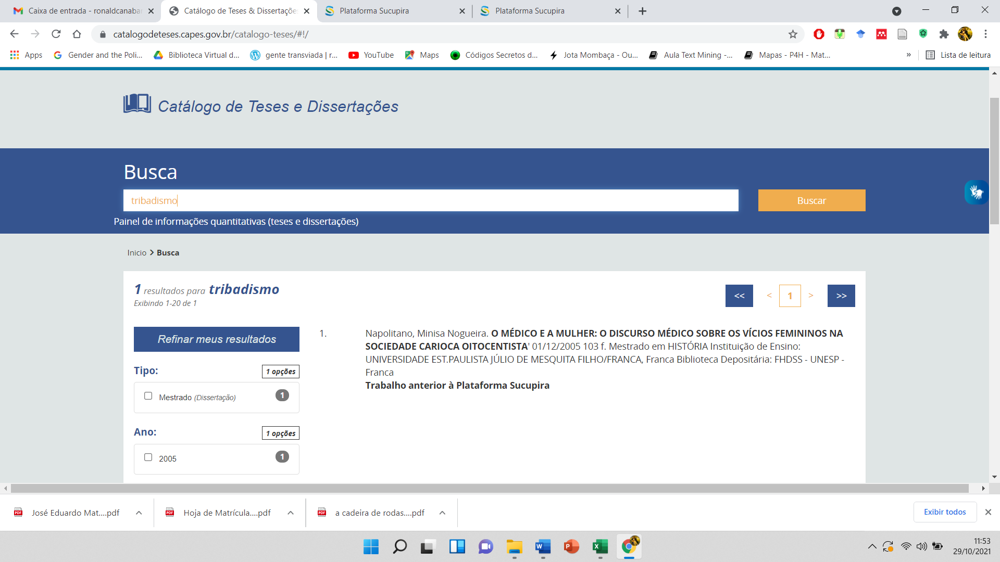 Caixa de entrada - ronaldcanabar
Catálogo de Teses & Dissertaçõe
Plataforma Sucupira
Plataforma Sucupira
catalogodeteses.capes.gov.br/catalogo-teses/#!/
Apps
Gender and the Poli...
Biblioteca Virtual d...
gente transviada | r...
YouTube
Maps
Códigos Secretos d...
Jota Mombaça - Ou...
Aula Text Mining -...
Mapas - P4H - Mat...
»
Lista de leitura
Catálogo de Teses e Dissertações
Busca
tribadismo
Buscar
Painel de informações quantitativas (teses e dissertações)
Inicio > Busca
1 resultados para tribadismo
Exibindo 1-20 de 1
<< < 1 > >>
Refinar meus resultados
Tipo:
1 opções
Mestrado (Dissertação)
1
Ano:
1 opções
2005
1
1.
Napolitano, Minisa Nogueira. O MÉDICO E A MULHER: O DISCURSO MÉDICO SOBRE OS VÍCIOS FEMININOS NA
SOCIEDADE CARIOCA OITOCENTISTA' 01/12/2005 103 f. Mestrado em HISTÓRIA Instituição de Ensino:
UNIVERSIDADE EST.PAULISTA JÚLIO DE MESQUITA FILHO/FRANCA, Franca Biblioteca Depositária: FHDSS - UNESP -
Franca
Trabalho anterior à Plataforma Sucupira
José Eduardo Mat....pdf
Hoja de Matrícula....pdf
a cadeira de rodas....pdf
Exibir todos
11:53
29/10/2021